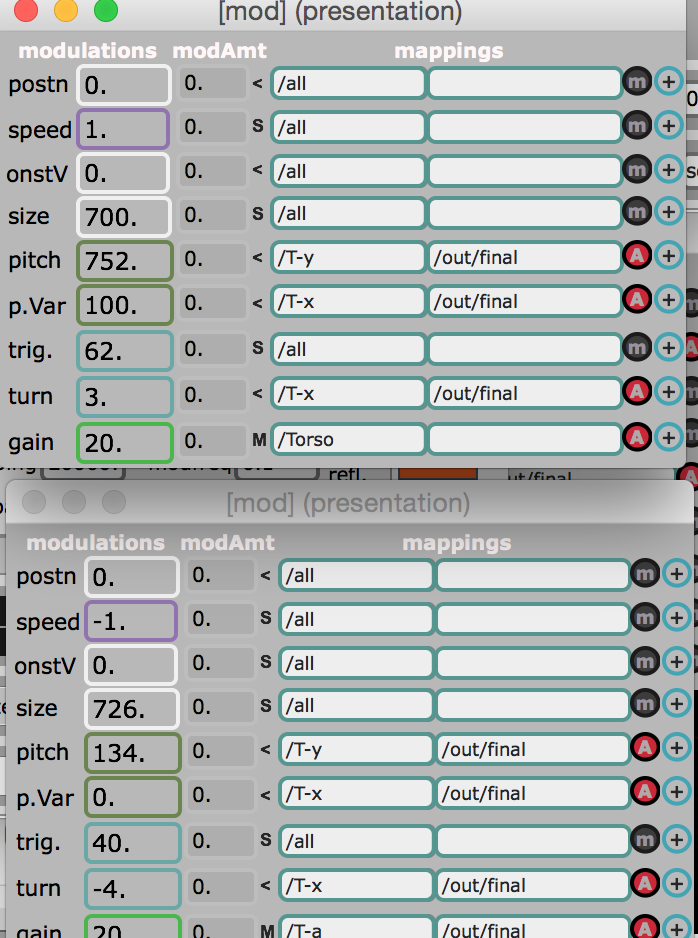 [mod] (presentation)
modulations modAmt mappings
postn 0. 0. < /all m +
speed 1. 0. S /all m +
onstV 0. 0. < /all m +
size 700. 0. S /all m +
pitch 752. 0. < /T-y /out/final A +
p.Var 100. 0. < /T-x /out/final A +
trig. 62. 0. S /all m +
turn 3. 0. < /T-x /out/final A +
gain 20. 0. M /Torso A +
refl. ut/final
[mod] (presentation)
modulations modAmt mappings
postn 0. 0. < /all m +
speed -1. 0. S /all m +
onstV 0. 0. S /all m +
size 726. 0. S /all m +
pitch 134. 0. < /T-y /out/final A +
p.Var 0. 0. < /T-x /out/final A +
trig. 40. 0. S /all m +
turn -4. 0. < /T-x /out/final A +
gain 20. 0. M /T-a /out/final A +